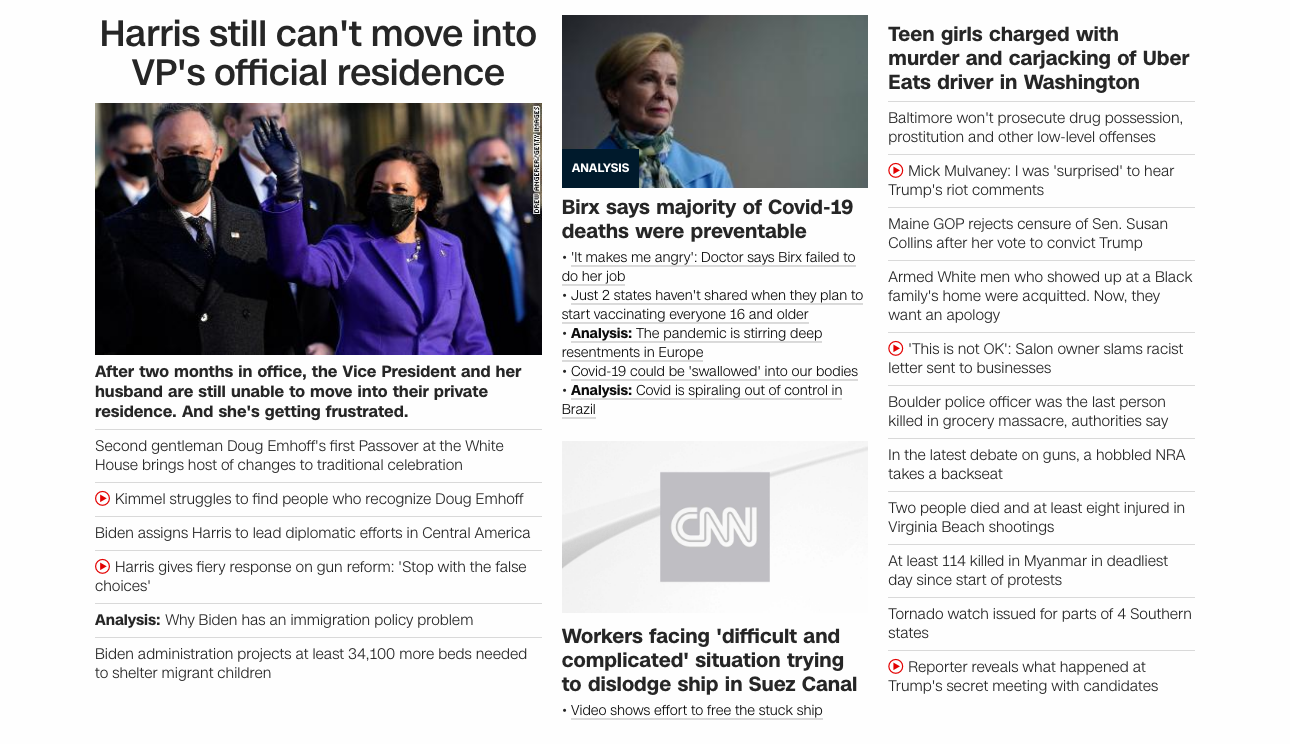 Harris still can't move into
VP's official residence
DREW ANGERER/GETTY IMAGES
After two months in office, the Vice President and her
husband are still unable to move into their private
residence. And she's getting frustrated.
Second gentleman Doug Emhoff's first Passover at the White
House brings host of changes to traditional celebration
Kimmel struggles to find people who recognize Doug Emhoff
Biden assigns Harris to lead diplomatic efforts in Central America
Harris gives fiery response on gun reform: 'Stop with the false
choices'
Analysis: Why Biden has an immigration policy problem
Biden administration projects at least 34,100 more beds needed
to shelter migrant children
ANALYSIS
Birx says majority of Covid-19
deaths were preventable
• 'It makes me angry': Doctor says Birx failed to
do her job
• Just 2 states haven't shared when they plan to
start vaccinating everyone 16 and older
• Analysis: The pandemic is stirring deep
resentments in Europe
• Covid-19 could be 'swallowed' into our bodies
• Analysis: Covid is spiraling out of control in
Brazil
CNN
Workers facing 'difficult and
complicated' situation trying
to dislodge ship in Suez Canal
• Video shows effort to free the stuck ship
Teen girls charged with
murder and carjacking of Uber
Eats driver in Washington
Baltimore won't prosecute drug possession,
prostitution and other low-level offenses
Mick Mulvaney: I was 'surprised' to hear
Trump's riot comments
Maine GOP rejects censure of Sen. Susan
Collins after her vote to convict Trump
Armed White men who showed up at a Black
family's home were acquitted. Now, they
want an apology
'This is not OK': Salon owner slams racist
letter sent to businesses
Boulder police officer was the last person
killed in grocery massacre, authorities say
In the latest debate on guns, a hobbled NRA
takes a backseat
Two people died and at least eight injured in
Virginia Beach shootings
At least 114 killed in Myanmar in deadliest
day since start of protests
Tornado watch issued for parts of 4 Southern
states
Reporter reveals what happened at
Trump's secret meeting with candidates